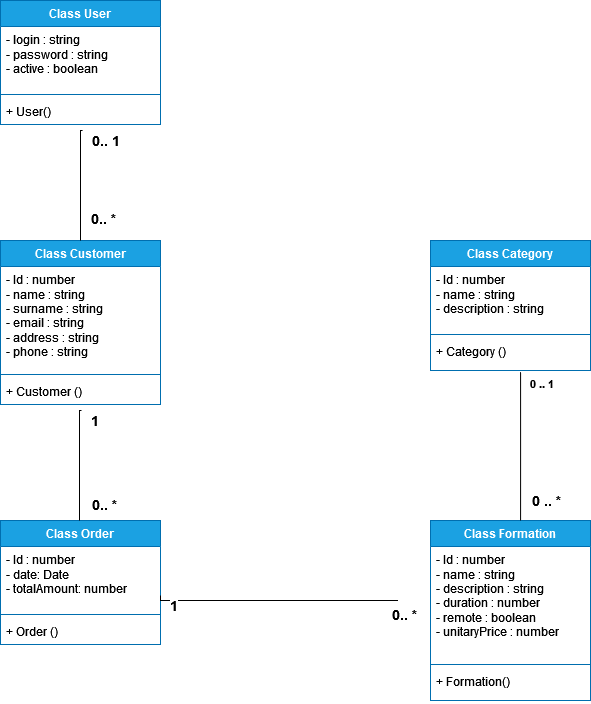 Class User
- login : string
- password : string
- active : boolean
+ User()
0.. 1
0.. *
Class Customer
- Id : number
- name : string
- surname : string
- email : string
- address : string
- phone : string
+ Customer ()
1
0.. *
Class Order
- Id : number
- date: Date
- totalAmount: number
+ Order ()
1
0.. *
Class Category
- Id : number
- name : string
- description : string
+ Category ()
0 .. 1
0 .. *
Class Formation
- Id : number
- name : string
- description : string
- duration : number
- remote : boolean
- unitaryPrice : number
+ Formation()